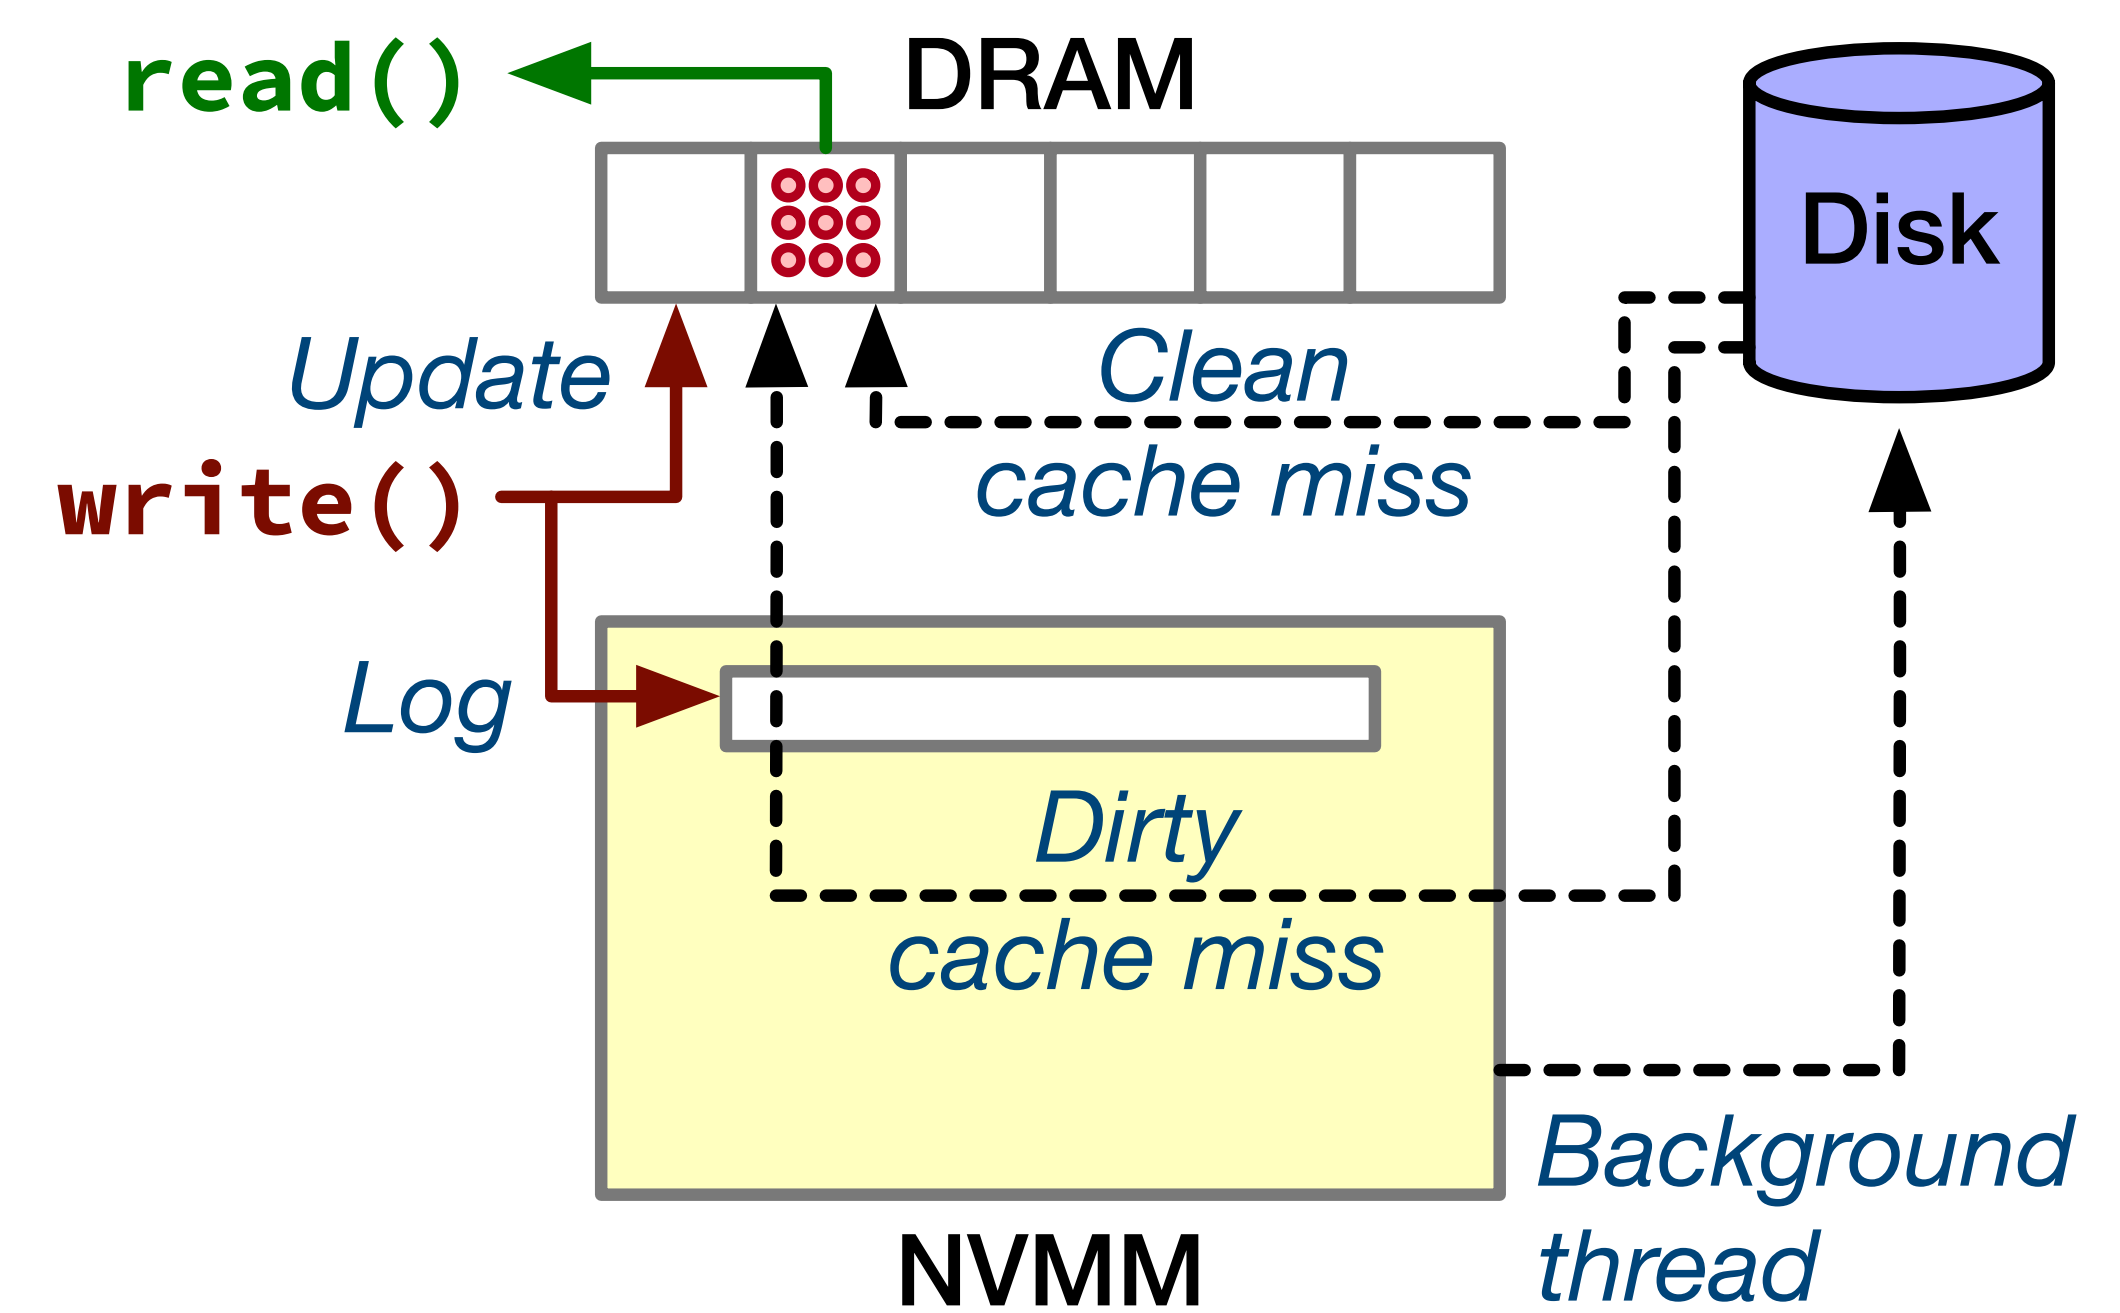 read()
DRAM
Disk
Update
Clean
cache miss
write()
Log
Dirty
cache miss
Background
thread
NVMM